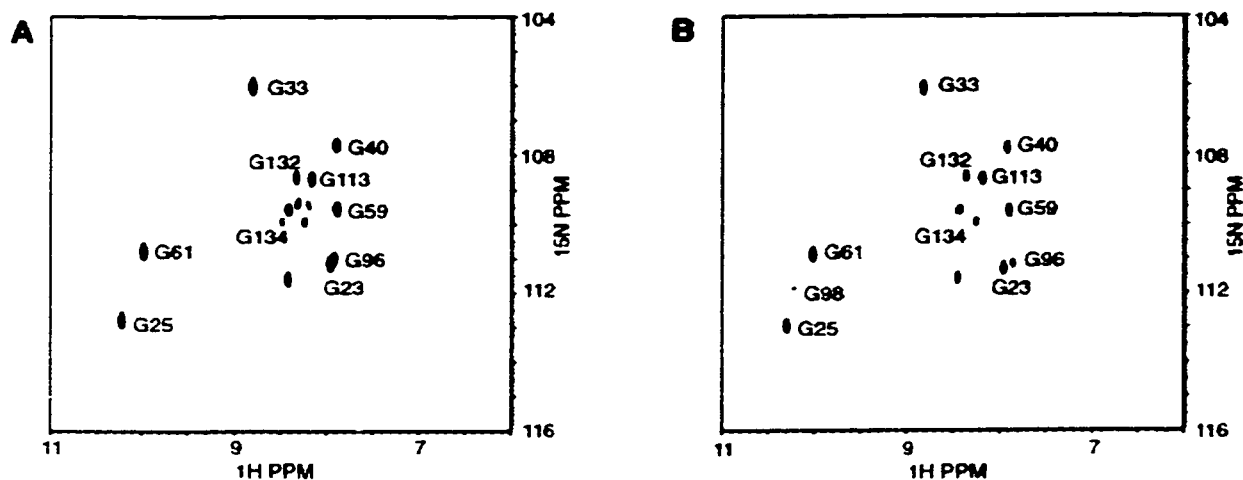 A
104
G33
G40
108
G132
G113
G59
G134
G61
G96
G23
112
G25
116
11
9
7
1H PPM
15N PPM
B
104
G33
G40
108
G132
G113
G59
G134
G61
G96
G98
G23
112
G25
116
11
9
7
1H PPM
15N PPM